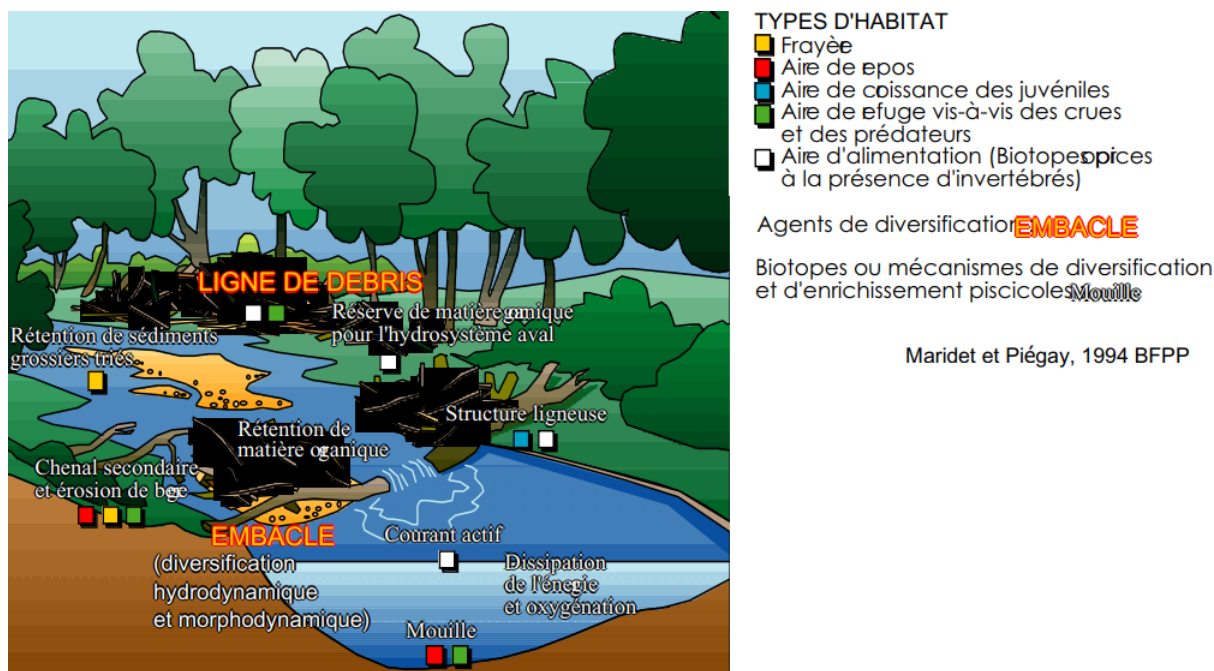 TYPES D'HABITAT
Frayère
Aire de repos
Aire de croissance des juvéniles
Aire de refuge vis-à-vis des crues
et des prédateurs
Aire d'alimentation (Biotopes propices
à la présence d'invertébrés)
Agents de diversification: EMBACLE
Biotopes ou mécanismes de diversification
et d'enrichissement piscicoles: Mouille
Maridet et Piégay, 1994 BFPP
LIGNE DE DEBRIS
Réserve de matière organique
pour l'hydrosystème aval
Rétention de sédiments
grossiers triés
Structure ligneuse
Rétention de
matière organique
Chenal secondaire
et érosion de berge
EMBACLE
(diversification
hydrodynamique
et morphodynamique)
Courant actif
Dissipation
de l'énergie
et oxygénation
Mouille